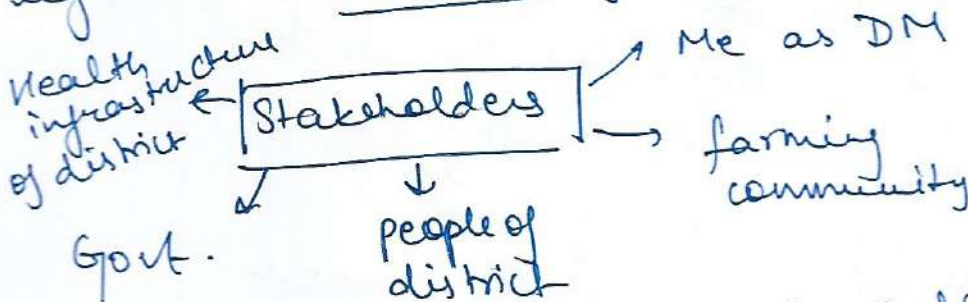 Me as DM
Health
infrastructure
of district
Stakeholders
farming
community
Govt.
people of
district